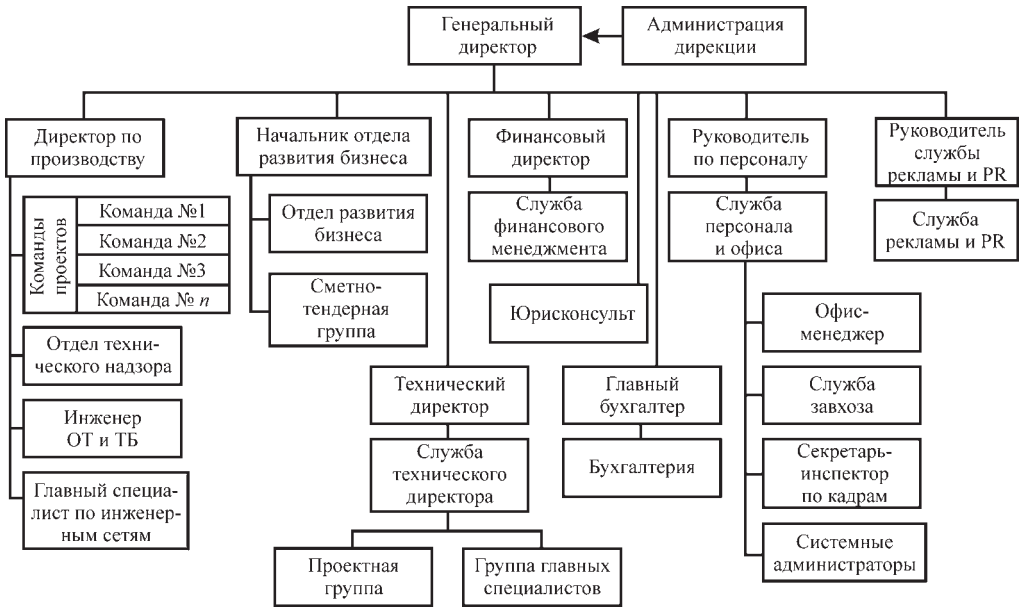 Генеральный
директор
Администрация
дирекции
Директор по
производству
Начальник отдела
развития бизнеса
Финансовый
директор
Руководитель
по персоналу
Руководитель
службы
рекламы и PR
Команды
проектов
Команда №1
Команда №2
Команда №3
Команда № n
Отдел развития
бизнеса
Служба
финансового
менеджмента
Служба
персонала
и офиса
Служба
рекламы и PR
Сметно-
тендерная
группа
Юрисконсульт
Офис-
менеджер
Отдел техни-
ческого надзора
Технический
директор
Главный
бухгалтер
Служба
завхоза
Инженер
ОТ и ТБ
Служба
технического
директора
Бухгалтерия
Секретарь-
инспектор
по кадрам
Главный специа-
лист по инженер-
ным сетям
Проектная
группа
Группа главных
специалистов
Системные
администраторы